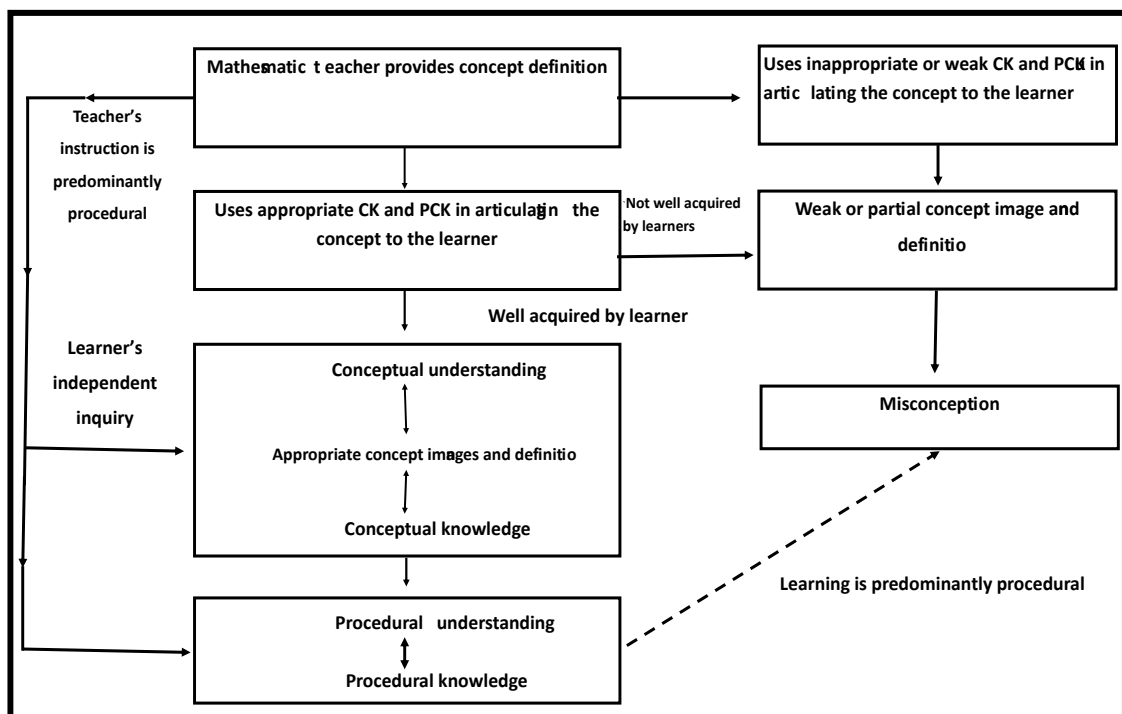 Mathesmatic t eacher provides concept definition
Uses inappropriate or weak CK and PCK in
artic lating the concept to the learner
Teacher’s
instruction is
predominantly
procedural
Uses appropriate CK and PCK in articulatgin the
concept to the learner
Not well acquired
by learners
Weak or partial concept image and
definitio
Well acquired by learner
Learner’s
independent
inquiry
Conceptual understanding
Appropriate concept images and definitio
Conceptual knowledge
Misconception
Learning is predominantly procedural
Procedural understanding
Procedural knowledge